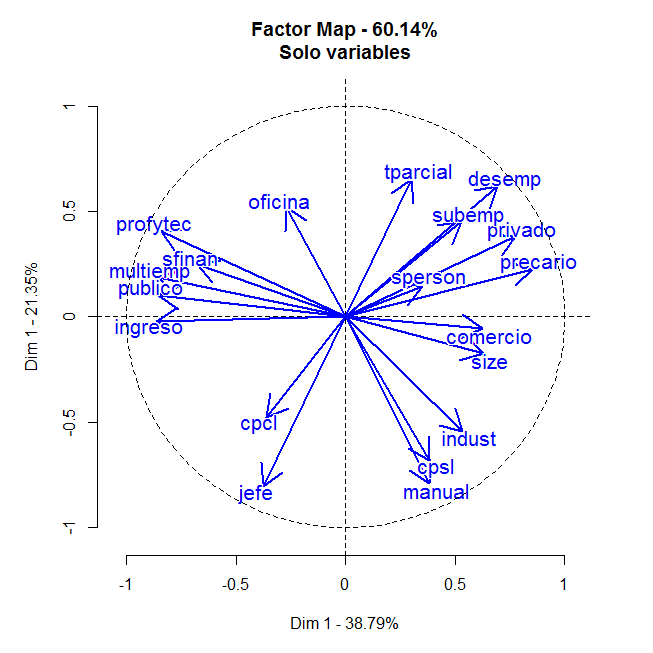 Factor Map - 60.14%
Solo variables
1
0.5
0
-0.5
-1
Dim 1 - 21.35%
tparcial
desemp
oficina
subemp
profytec
privado
sfinan
precario
multiemp
sperson
publico
ingreso
comercio
size
cpcl
indust
cpsl
jefe
manual
-1
-0.5
0
0.5
1
Dim 1 - 38.79%